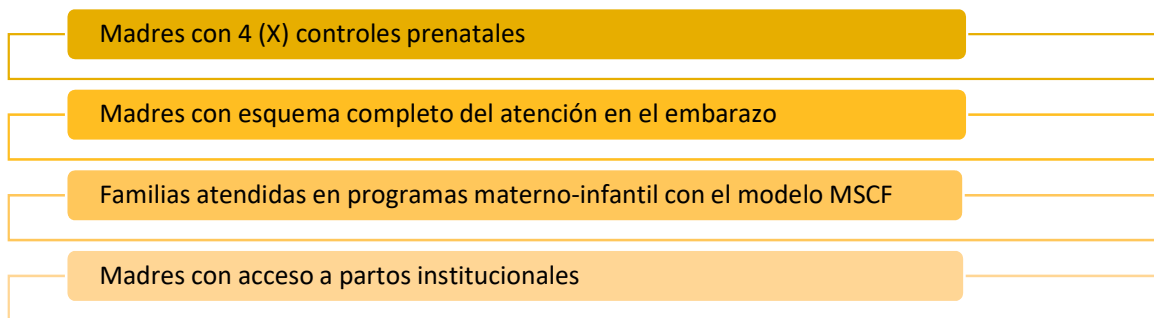 Madres con 4 (X) controles prenatales
Madres con esquema completo del atención en el embarazo
Familias atendidas en programas materno-infantil con el modelo MSCF
Madres con acceso a partos institucionales